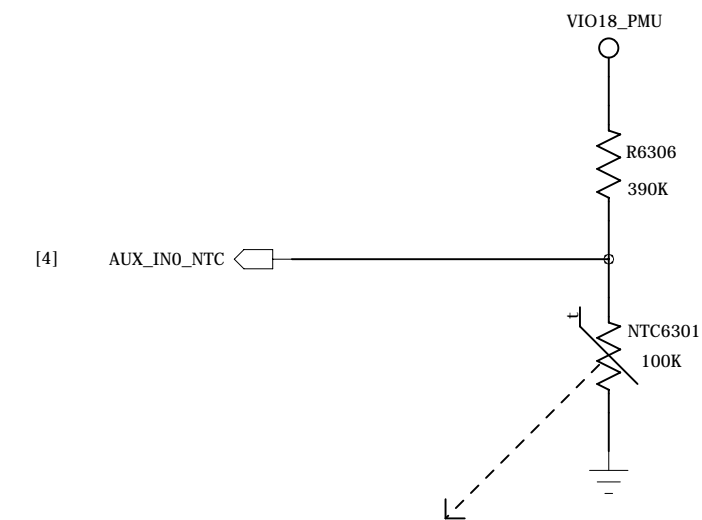 VIO18_PMU
R6306
390K
[4] AUX_IN0_NTC
t
NTC6301
100K